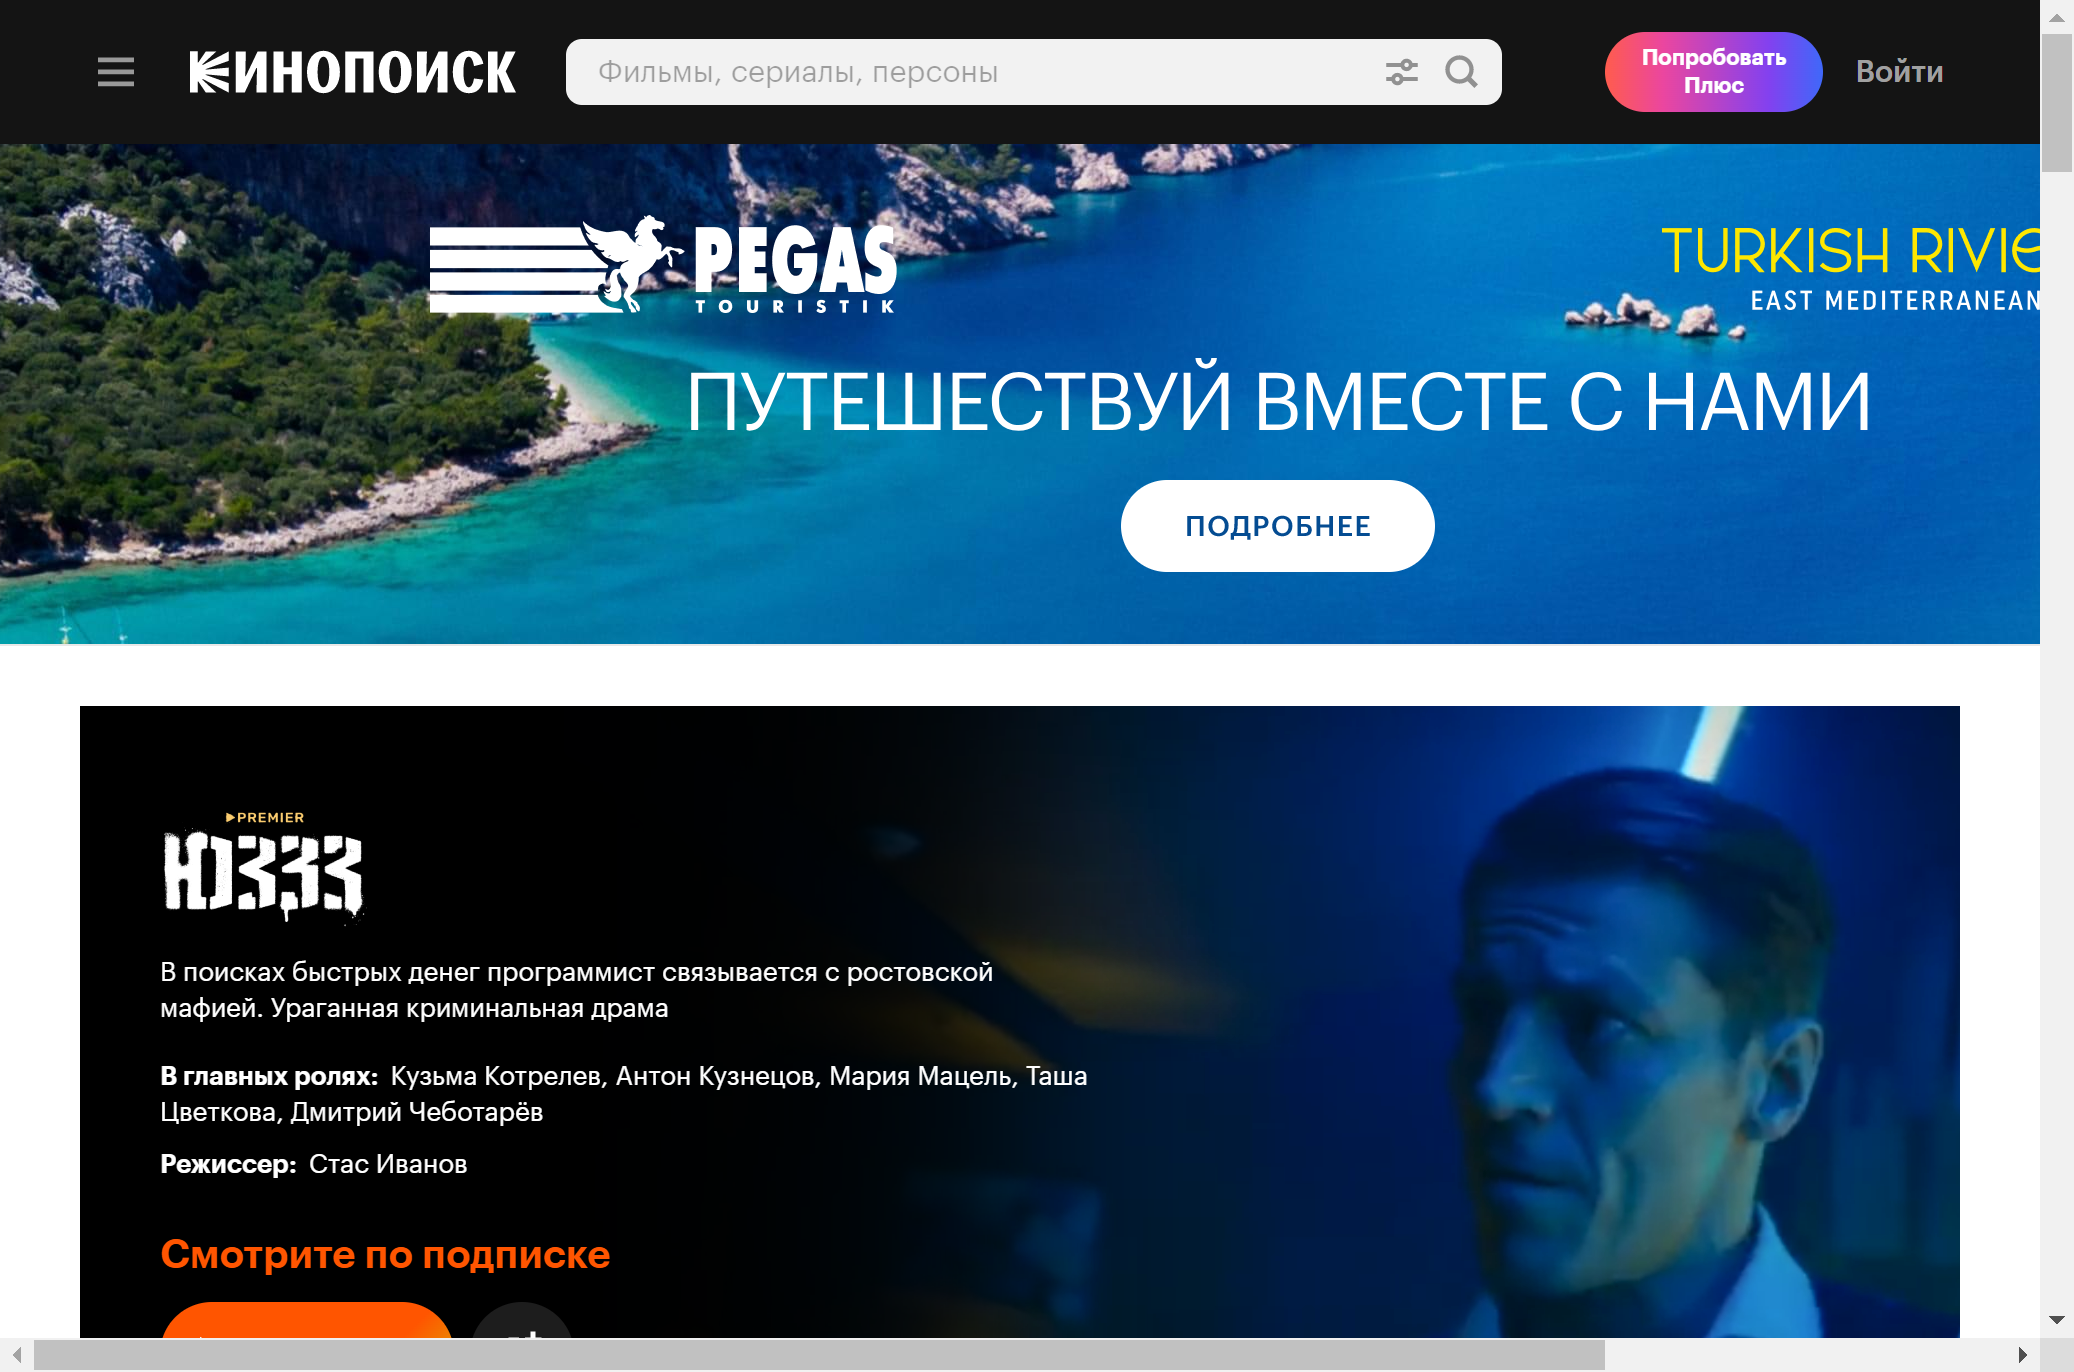 КИНОПОИСК
Фильмы, сериалы, персоны
Попробовать
Плюс
Войти
PEGAS
TOURISTIK
TURKISH RIVIE
EAST MEDITERRANEAN
ПУТЕШЕСТВУЙ ВМЕСТЕ С НАМИ
ПОДРОБНЕЕ
PREMIER
ЮЗЗЗ
В поисках быстрых денег программист связывается с ростовской
мафией. Ураганная криминальная драма
В главных ролях: Кузьма Котрелев, Антон Кузнецов, Мария Мацель, Таша
Цветкова, Дмитрий Чеботарёв
Режиссер: Стас Иванов
Смотрите по подписке